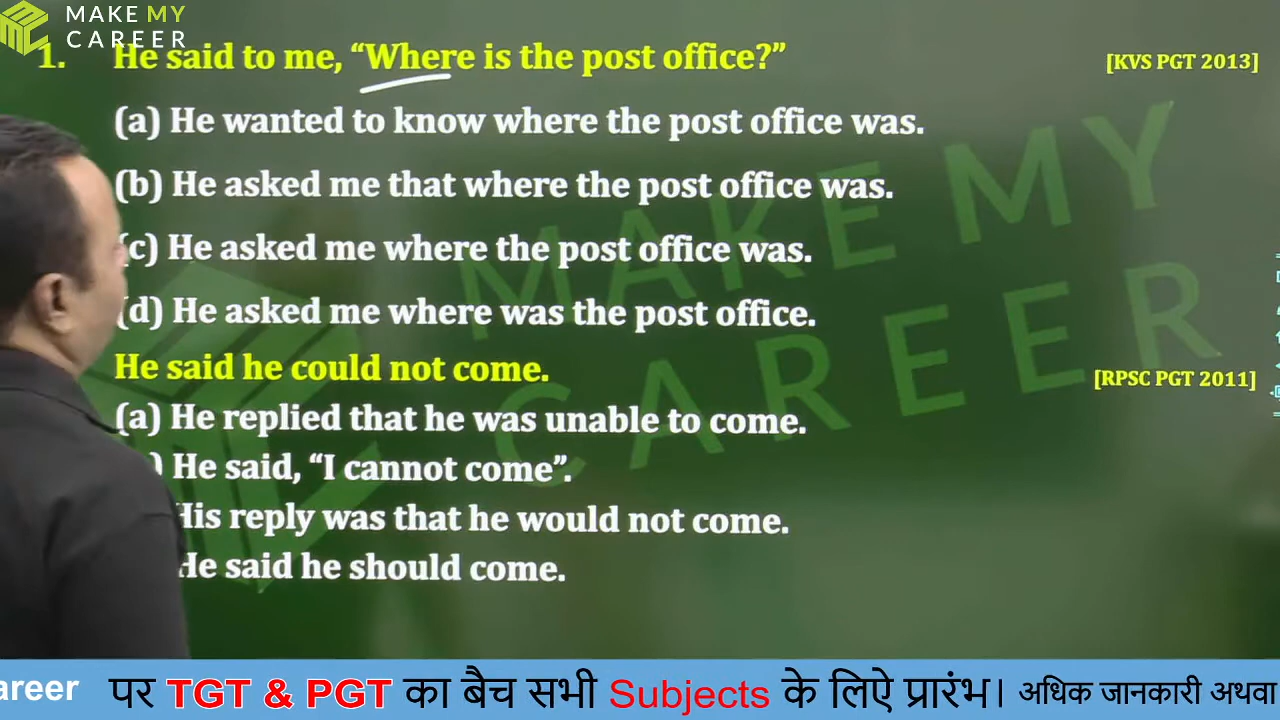 MAKE MY
CAREER
1. He said to me, “Where is the post office?” [KVS PGT 2013]
(a) He wanted to know where the post office was.
(b) He asked me that where the post office was.
(c) He asked me where the post office was.
(d) He asked me where was the post office.
MAKE MY
CAREER
He said he could not come. [RPSC PGT 2011]
(a) He replied that he was unable to come.
) He said, “I cannot come”.
His reply was that he would not come.
He said he should come.
areer पर TGT & PGT का बैच सभी Subjects के लिऐ प्रारंभ। अधिक जानकारी अथवा